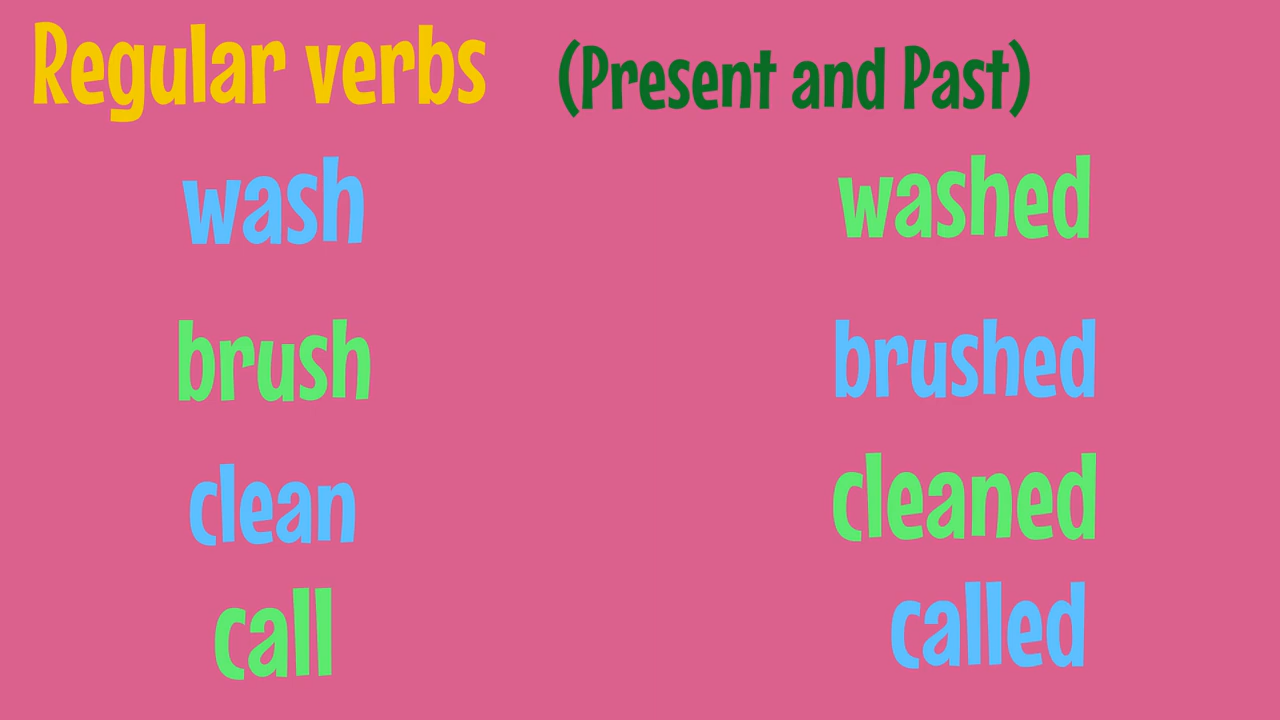 Regular verbs (Present and Past)
wash washed
brush brushed
clean cleaned
call called